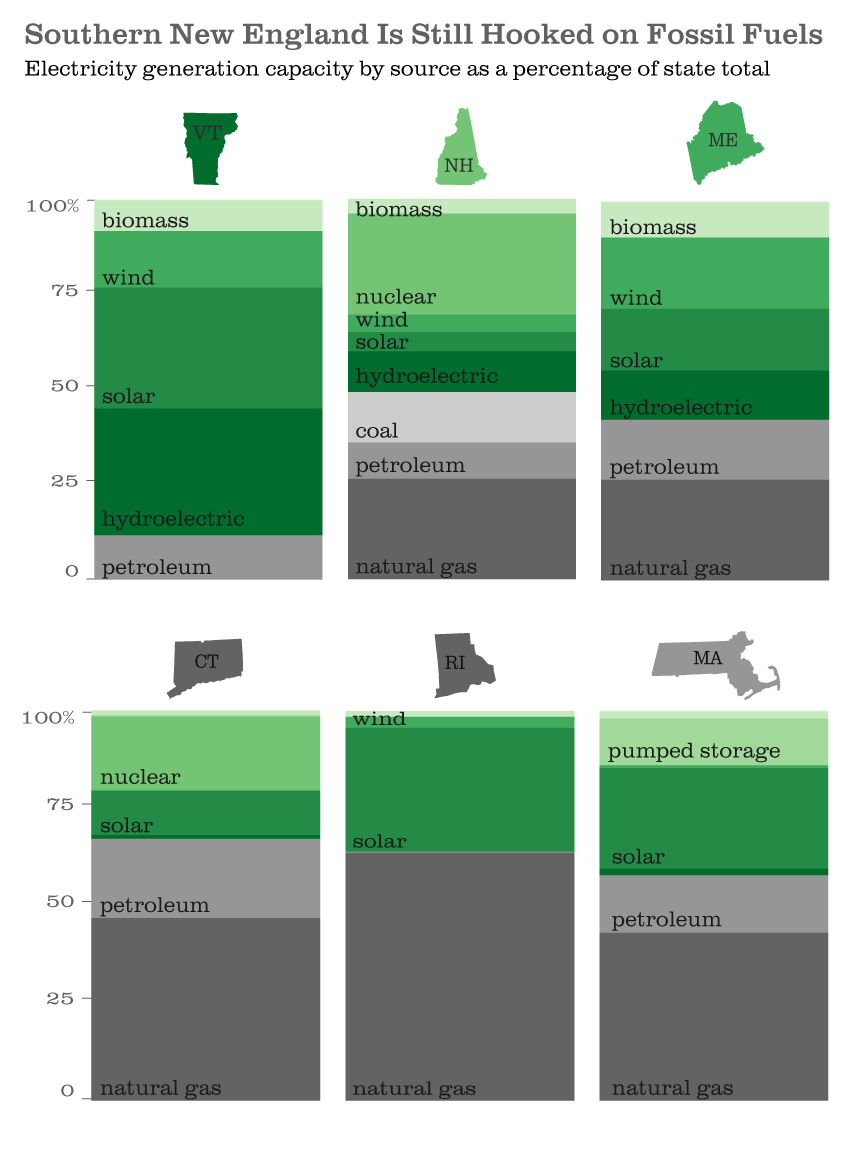 Southern New England Is Still Hooked on Fossil Fuels
Electricity generation capacity by source as a percentage of state total
VT
NH
ME
100%
75
50
25
0
biomass
wind
solar
hydroelectric
petroleum
biomass
nuclear
wind
solar
hydroelectric
coal
petroleum
natural gas
biomass
wind
solar
hydroelectric
petroleum
natural gas
CT
RI
MA
100%
75
50
25
0
nuclear
solar
petroleum
natural gas
wind
solar
natural gas
pumped storage
solar
petroleum
natural gas